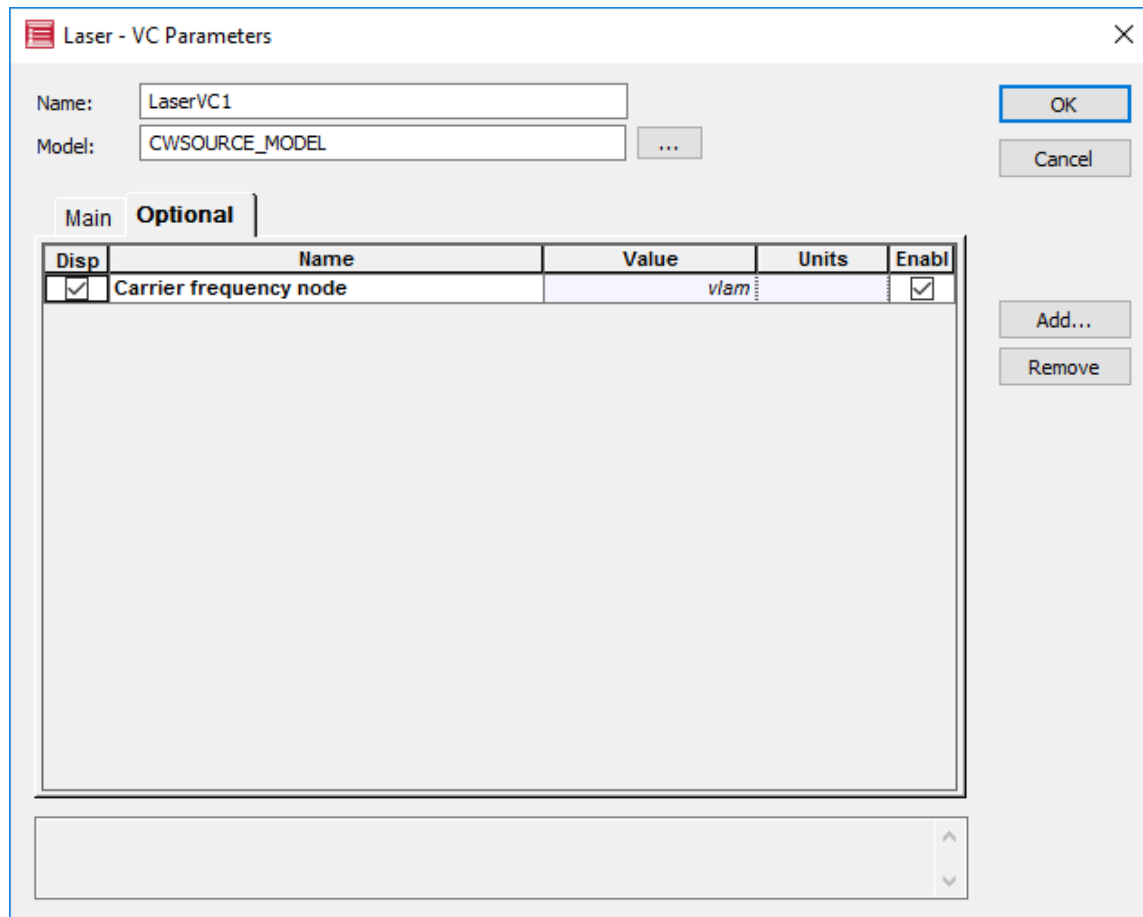 Laser - VC Parameters
Name: LaserVC1
OK
Model: CWSOURCE_MODEL ...
Cancel
Main Optional
Disp Name Value Units Enabl
Carrier frequency node vlam
Add...
Remove